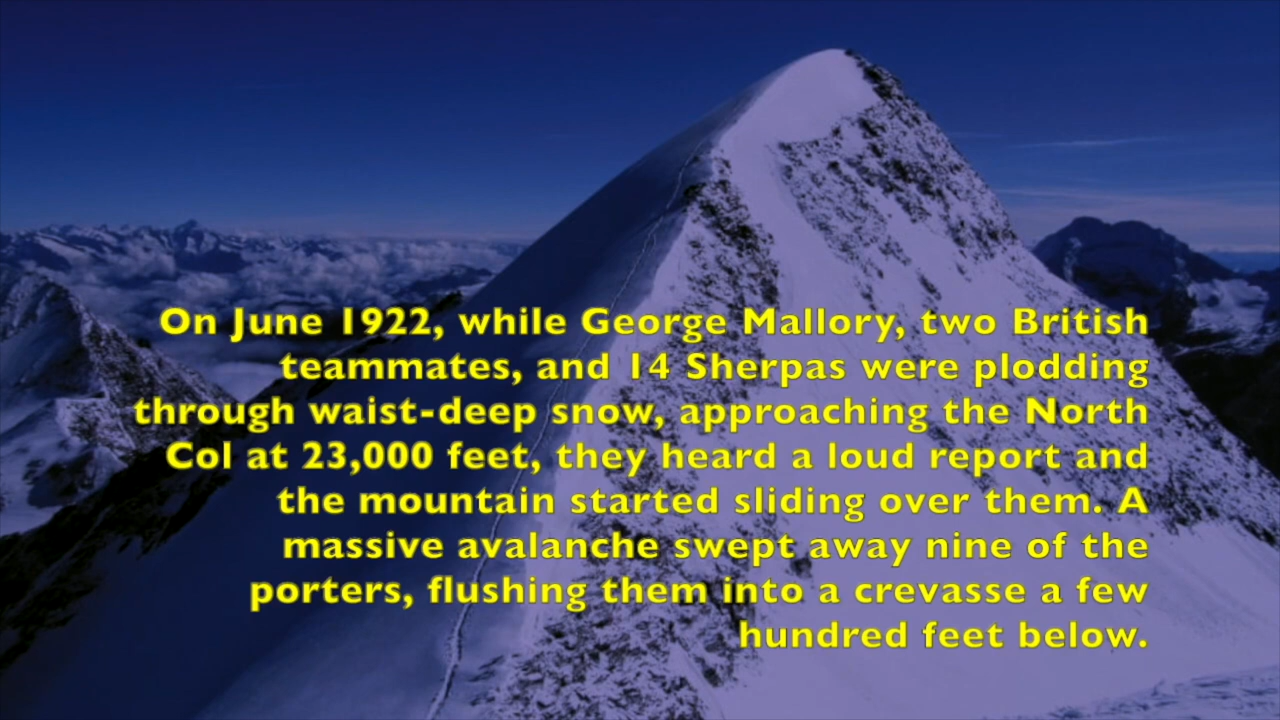 On June 1922, while George Mallory, two British
teammates, and 14 Sherpas were plodding
through waist-deep snow, approaching the North
Col at 23,000 feet, they heard a loud report and
the mountain started sliding over them. A
massive avalanche swept away nine of the
porters, flushing them into a crevasse a few
hundred feet below.